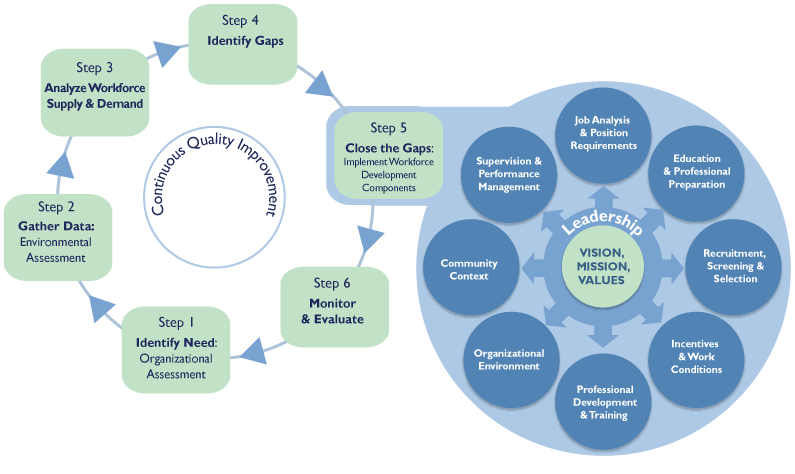 Step 1
Identify Need:
Organizational
Assessment
Step 2
Gather Data:
Environmental
Assessment
Step 3
Analyze Workforce
Supply & Demand
Step 4
Identify Gaps
Step 5
Close the Gaps:
Implement Workforce
Development
Components
Step 6
Monitor
& Evaluate
Continuous Quality Improvement
Job Analysis
& Position
Requirements
Education
& Professional
Preparation
Recruitment,
Screening &
Selection
Incentives
& Work
Conditions
Professional
Development
& Training
Organizational
Environment
Community
Context
Supervision &
Performance
Management
Leadership
VISION,
MISSION,
VALUES